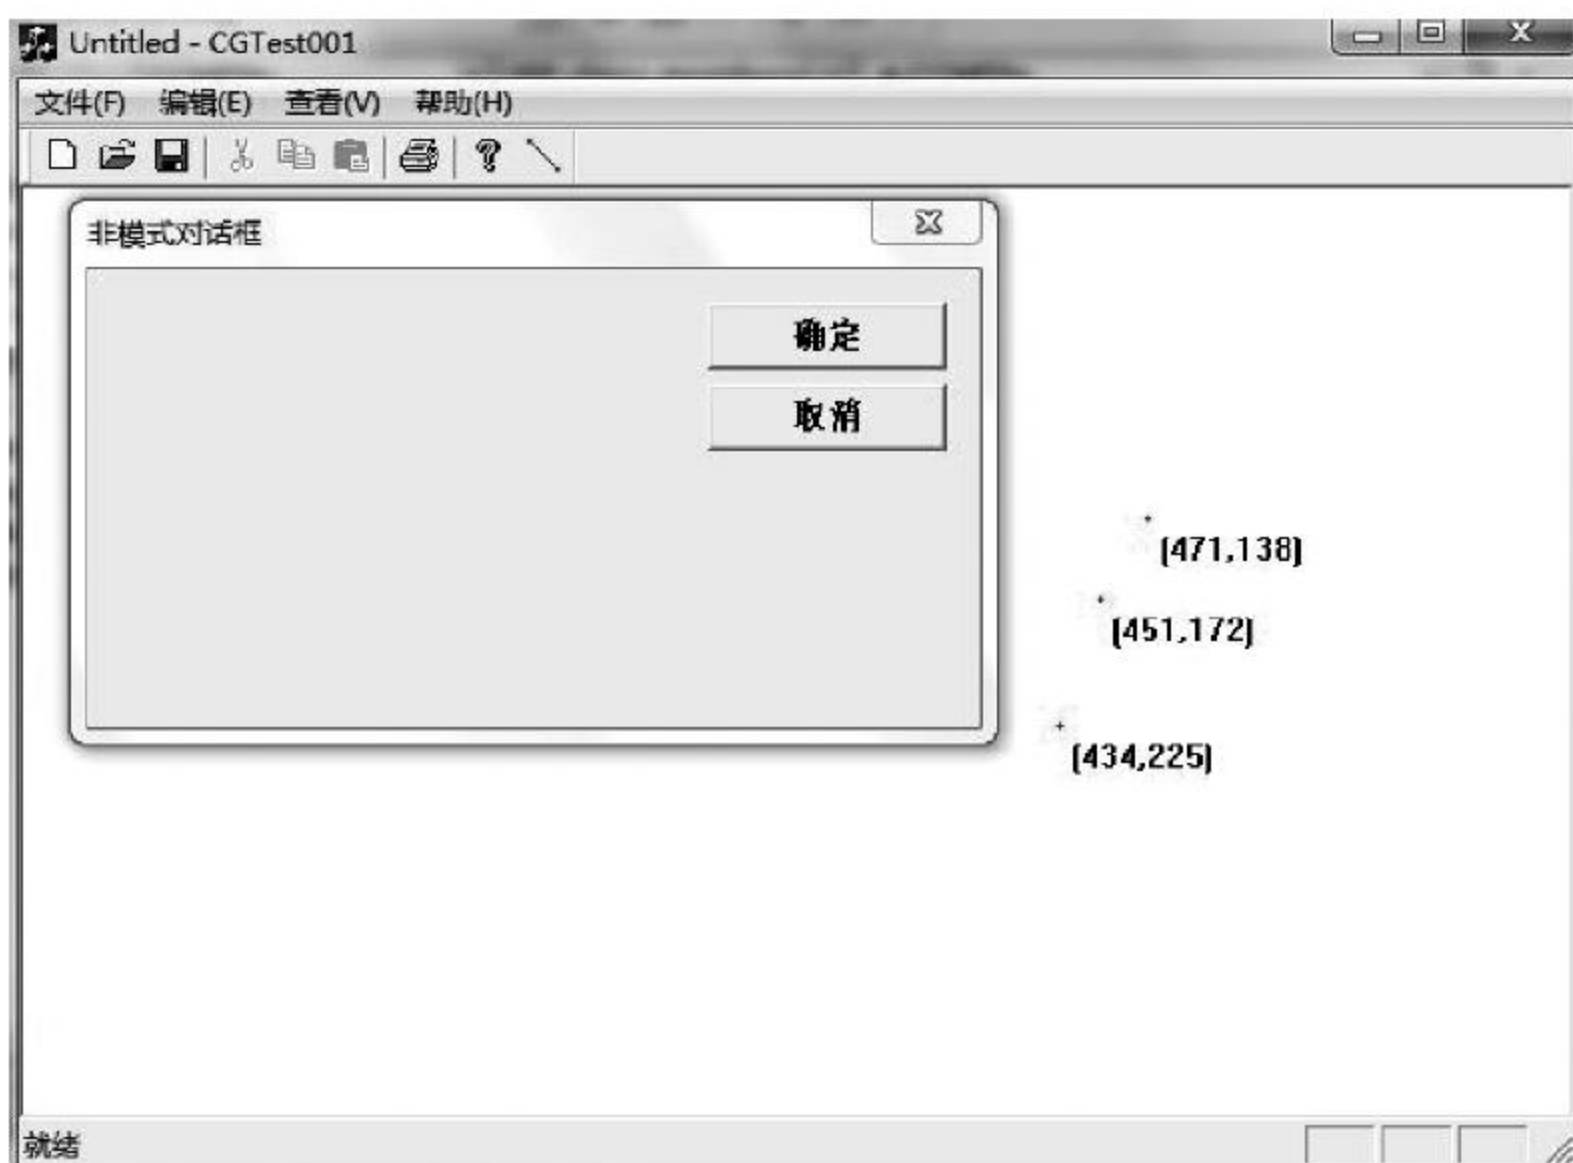 Untitled - CGTest001
文件(F) 编辑(E) 查看(V) 帮助(H)
非模式对话框
确定
取消
(471,138)
(451,172)
(434,225)
就绪